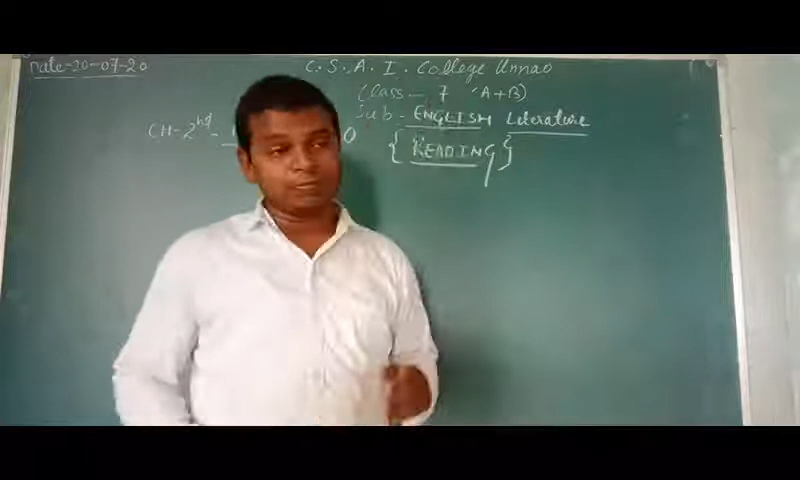 Date-20-07-20
C.S.A.I. College Unnao
Class - 7 (A+B)
Sub - ENGLISH Literature
CH-2nd-
{READING}